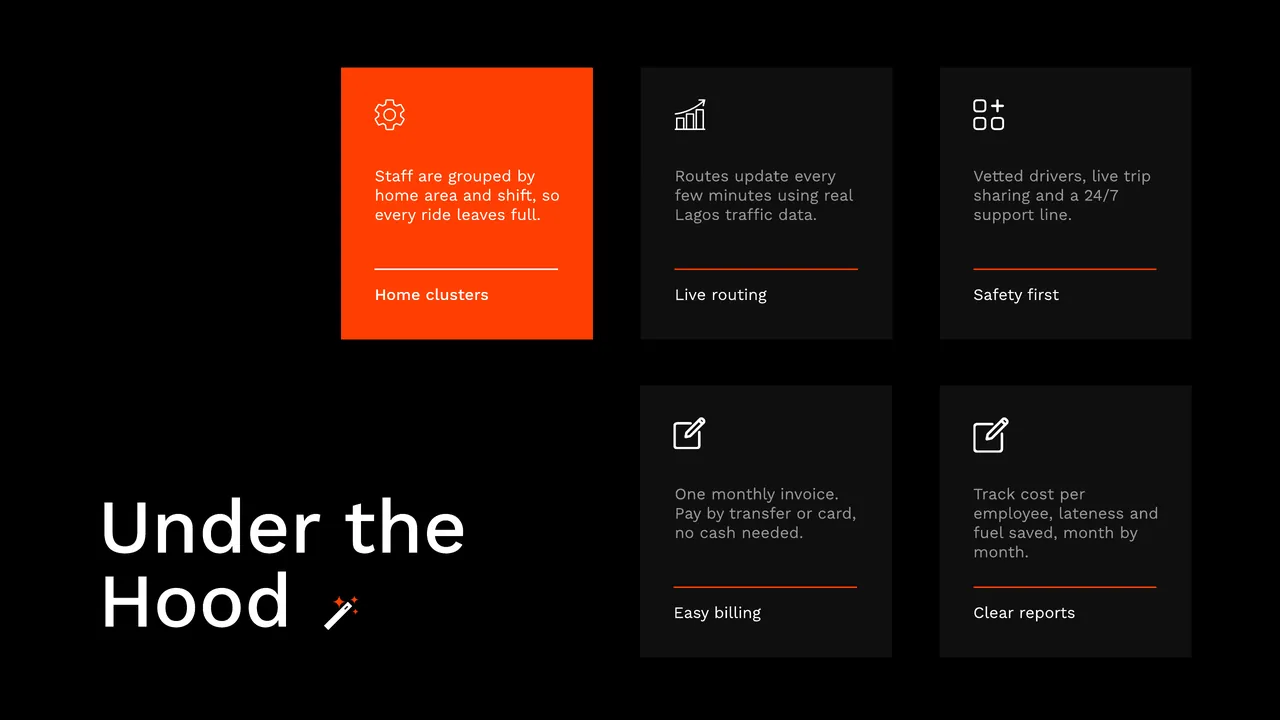 Staff are grouped by
home area and shift, so
every ride leaves full.
Home clusters
Routes update every
few minutes using real
Lagos traffic data.
Live routing
Vetted drivers, live trip
sharing and a 24/7
support line.
Safety first
Under the
Hood
One monthly invoice.
Pay by transfer or card,
no cash needed.
Easy billing
Track cost per
employee, lateness and
fuel saved, month by
month.
Clear reports